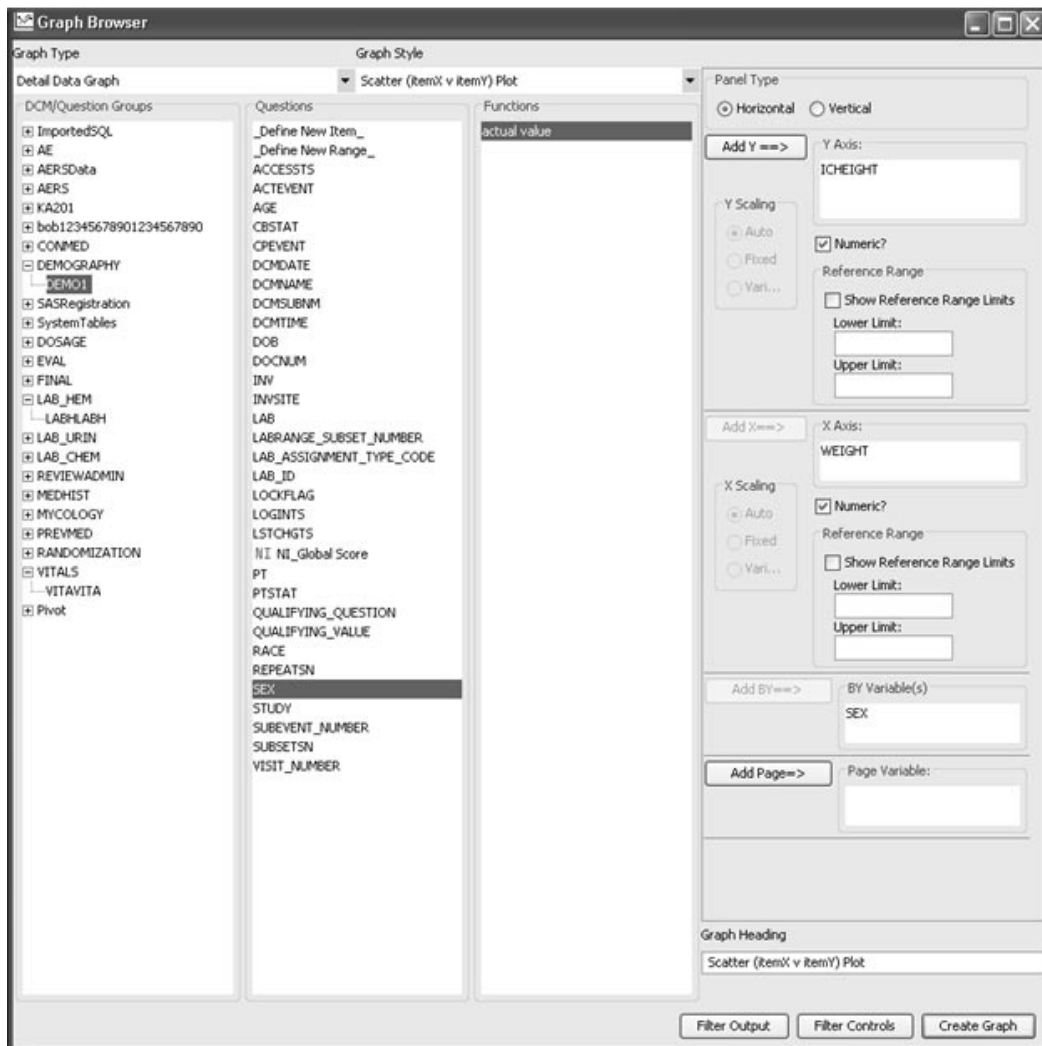 Graph Browser
Graph Type
Graph Style
Detail Data Graph
Scatter (itemX v itemY) Plot
DCM/Question Groups
ImportedSQL
AE
AERSData
AERS
KA201
bob12345678901234567890
CONMED
DEMOGRAPHY
DEMO1
SASRegistration
SystemTables
DOSAGE
EVAL
FINAL
LAB_HEM
LABHLABH
LAB_URIN
LAB_CHEM
REVIEWADMIN
MEDHIST
MYCOLOGY
PREVMED
RANDOMIZATION
VITALS
VITAVITA
Pivot
Questions
_Define New Item_
_Define New Range_
ACCESSTS
ACTEVENT
AGE
CBSTAT
CPEVENT
DCMDATE
DCMNAME
DCMSUBNM
DCMTIME
DOB
DOCNUM
INV
INVSITE
LAB
LABRANGE_SUBSET_NUMBER
LAB_ASSIGNMENT_TYPE_CODE
LAB_ID
LOCKFLAG
LOGINTS
LSTCHGTS
NI NI_Global Score
PT
PTSTAT
QUALIFYING_QUESTION
QUALIFYING_VALUE
RACE
REPEATSN
SEX
STUDY
SUBEVENT_NUMBER
SUBSETSN
VISIT_NUMBER
Functions
actual value
Panel Type
Horizontal
Vertical
Add Y ==>
Y Axis:
ICHEIGHT
Y Scaling
Auto
Fixed
Vari...
Numeric?
Reference Range
Show Reference Range Limits
Lower Limit:
Upper Limit:
Add X==>
X Axis:
WEIGHT
X Scaling
Auto
Fixed
Vari...
Numeric?
Reference Range
Show Reference Range Limits
Lower Limit:
Upper Limit:
Add BY==>
BY Variable(s)
SEX
Add Page=>
Page Variable:
Graph Heading
Scatter (itemX v itemY) Plot
Filter Output
Filter Controls
Create Graph